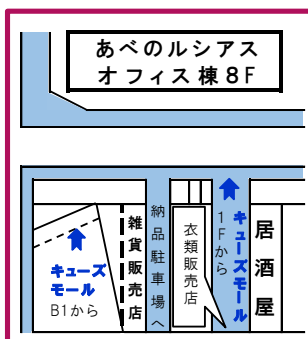 あべのルシアス
オフィス棟8F
キューズ
モール
B1から
雑貨販売店
納品駐車場へ
衣類販売店
1Fから
キューズモール
居酒屋